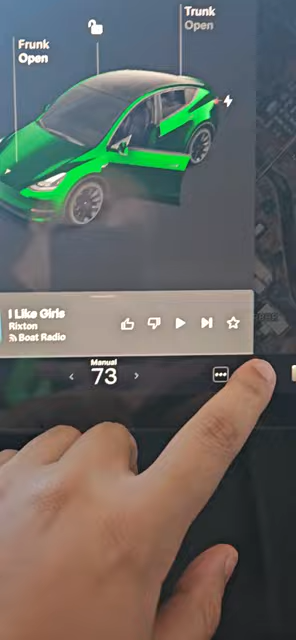 Trunk
Open
Frunk
Open
I Like Girls
Rixton
Boat Radio
Manual
73